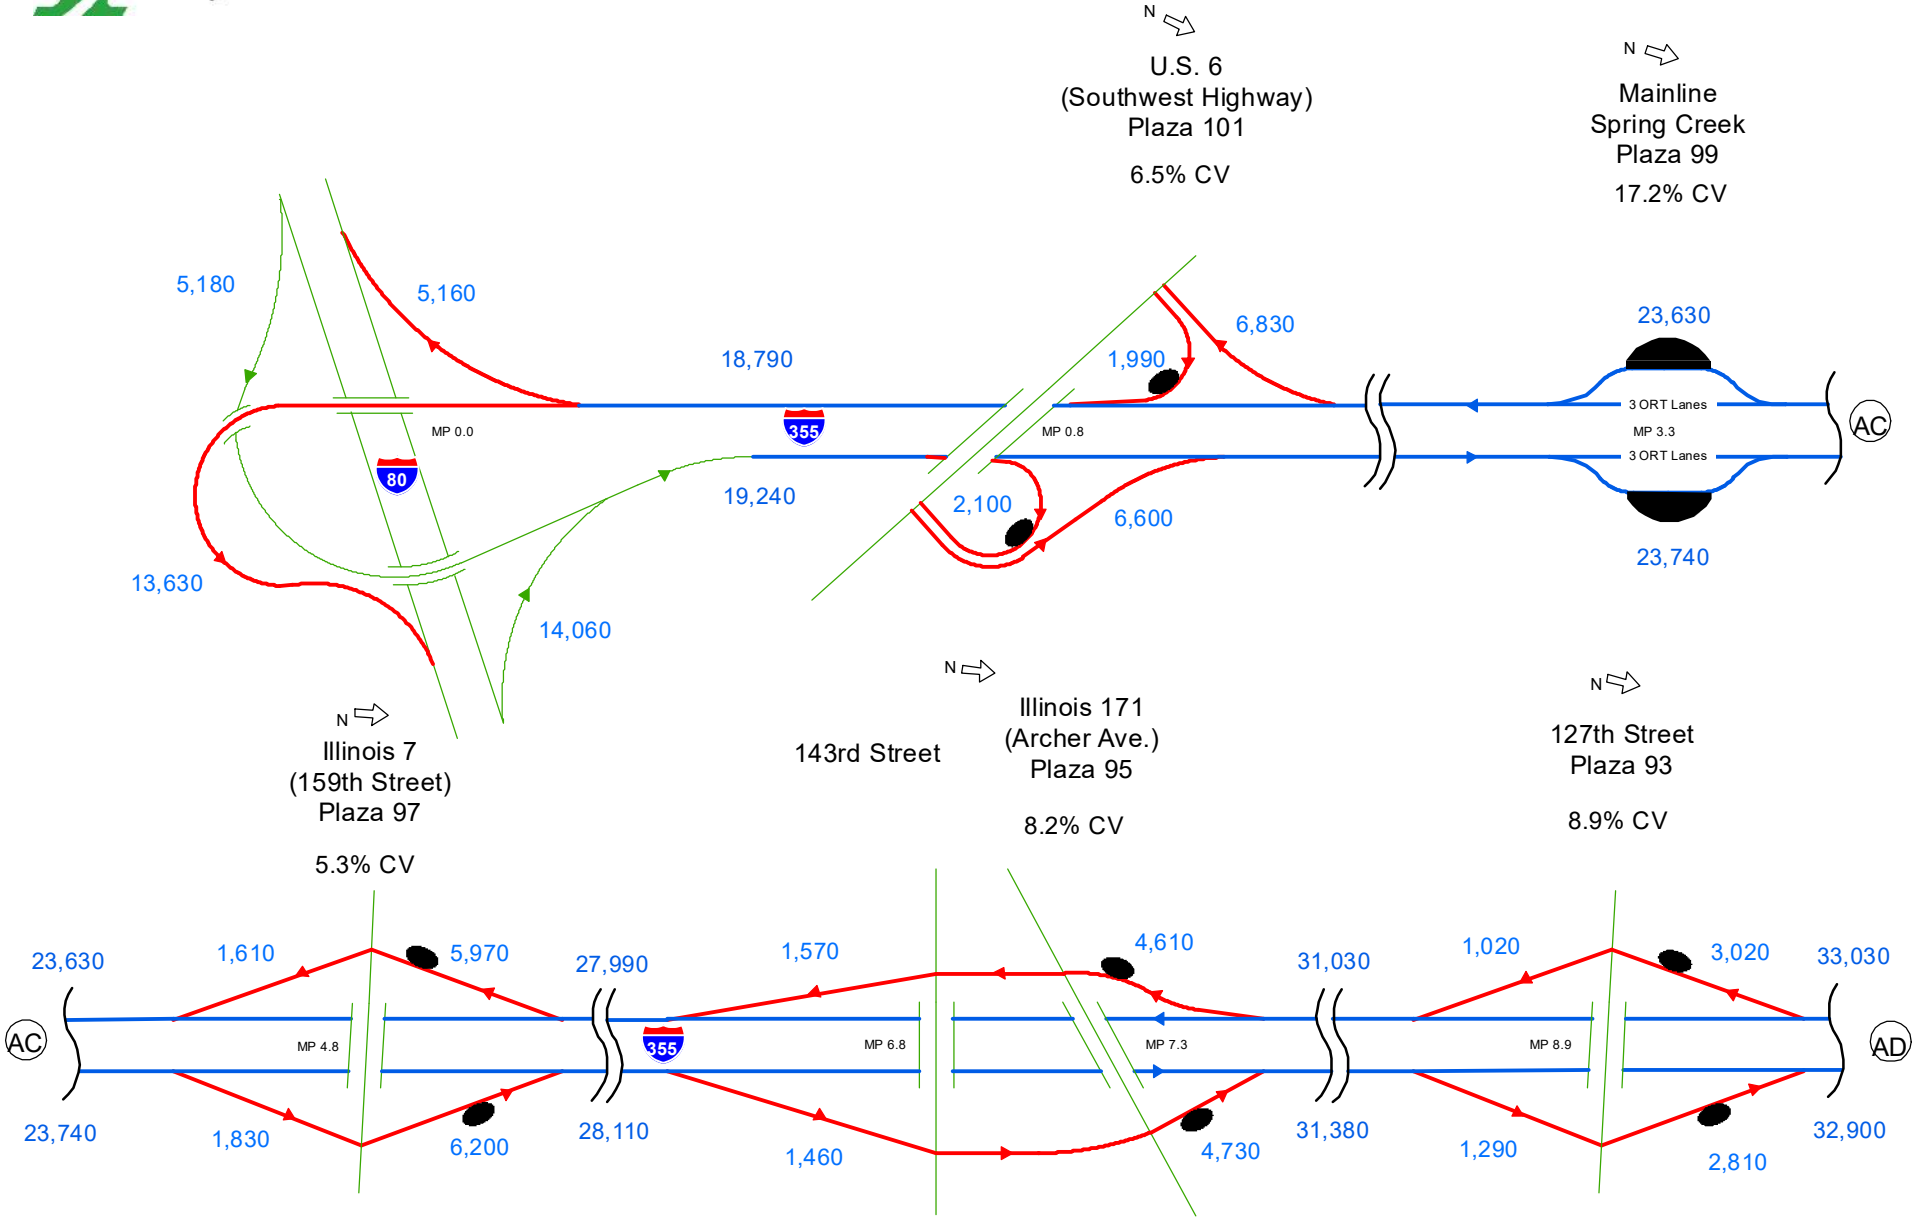 N
U.S. 6
(Southwest Highway)
Plaza 101
6.5% CV
N
Mainline
Spring Creek
Plaza 99
17.2% CV
5,180
5,160
18,790
1,990
6,830
23,630
MP 0.0
355
MP 0.8
3 ORT Lanes
MP 3.3
3 ORT Lanes
AC
80
19,240
2,100
6,600
23,740
13,630
14,060
N
Illinois 7
(159th Street)
Plaza 97
5.3% CV
143rd Street
N
Illinois 171
(Archer Ave.)
Plaza 95
8.2% CV
N
127th Street
Plaza 93
8.9% CV
23,630
1,610
5,970
27,990
1,570
4,610
31,030
1,020
3,020
33,030
AC
MP 4.8
355
MP 6.8
MP 7.3
MP 8.9
AD
23,740
1,830
6,200
28,110
1,460
4,730
31,380
1,290
2,810
32,900